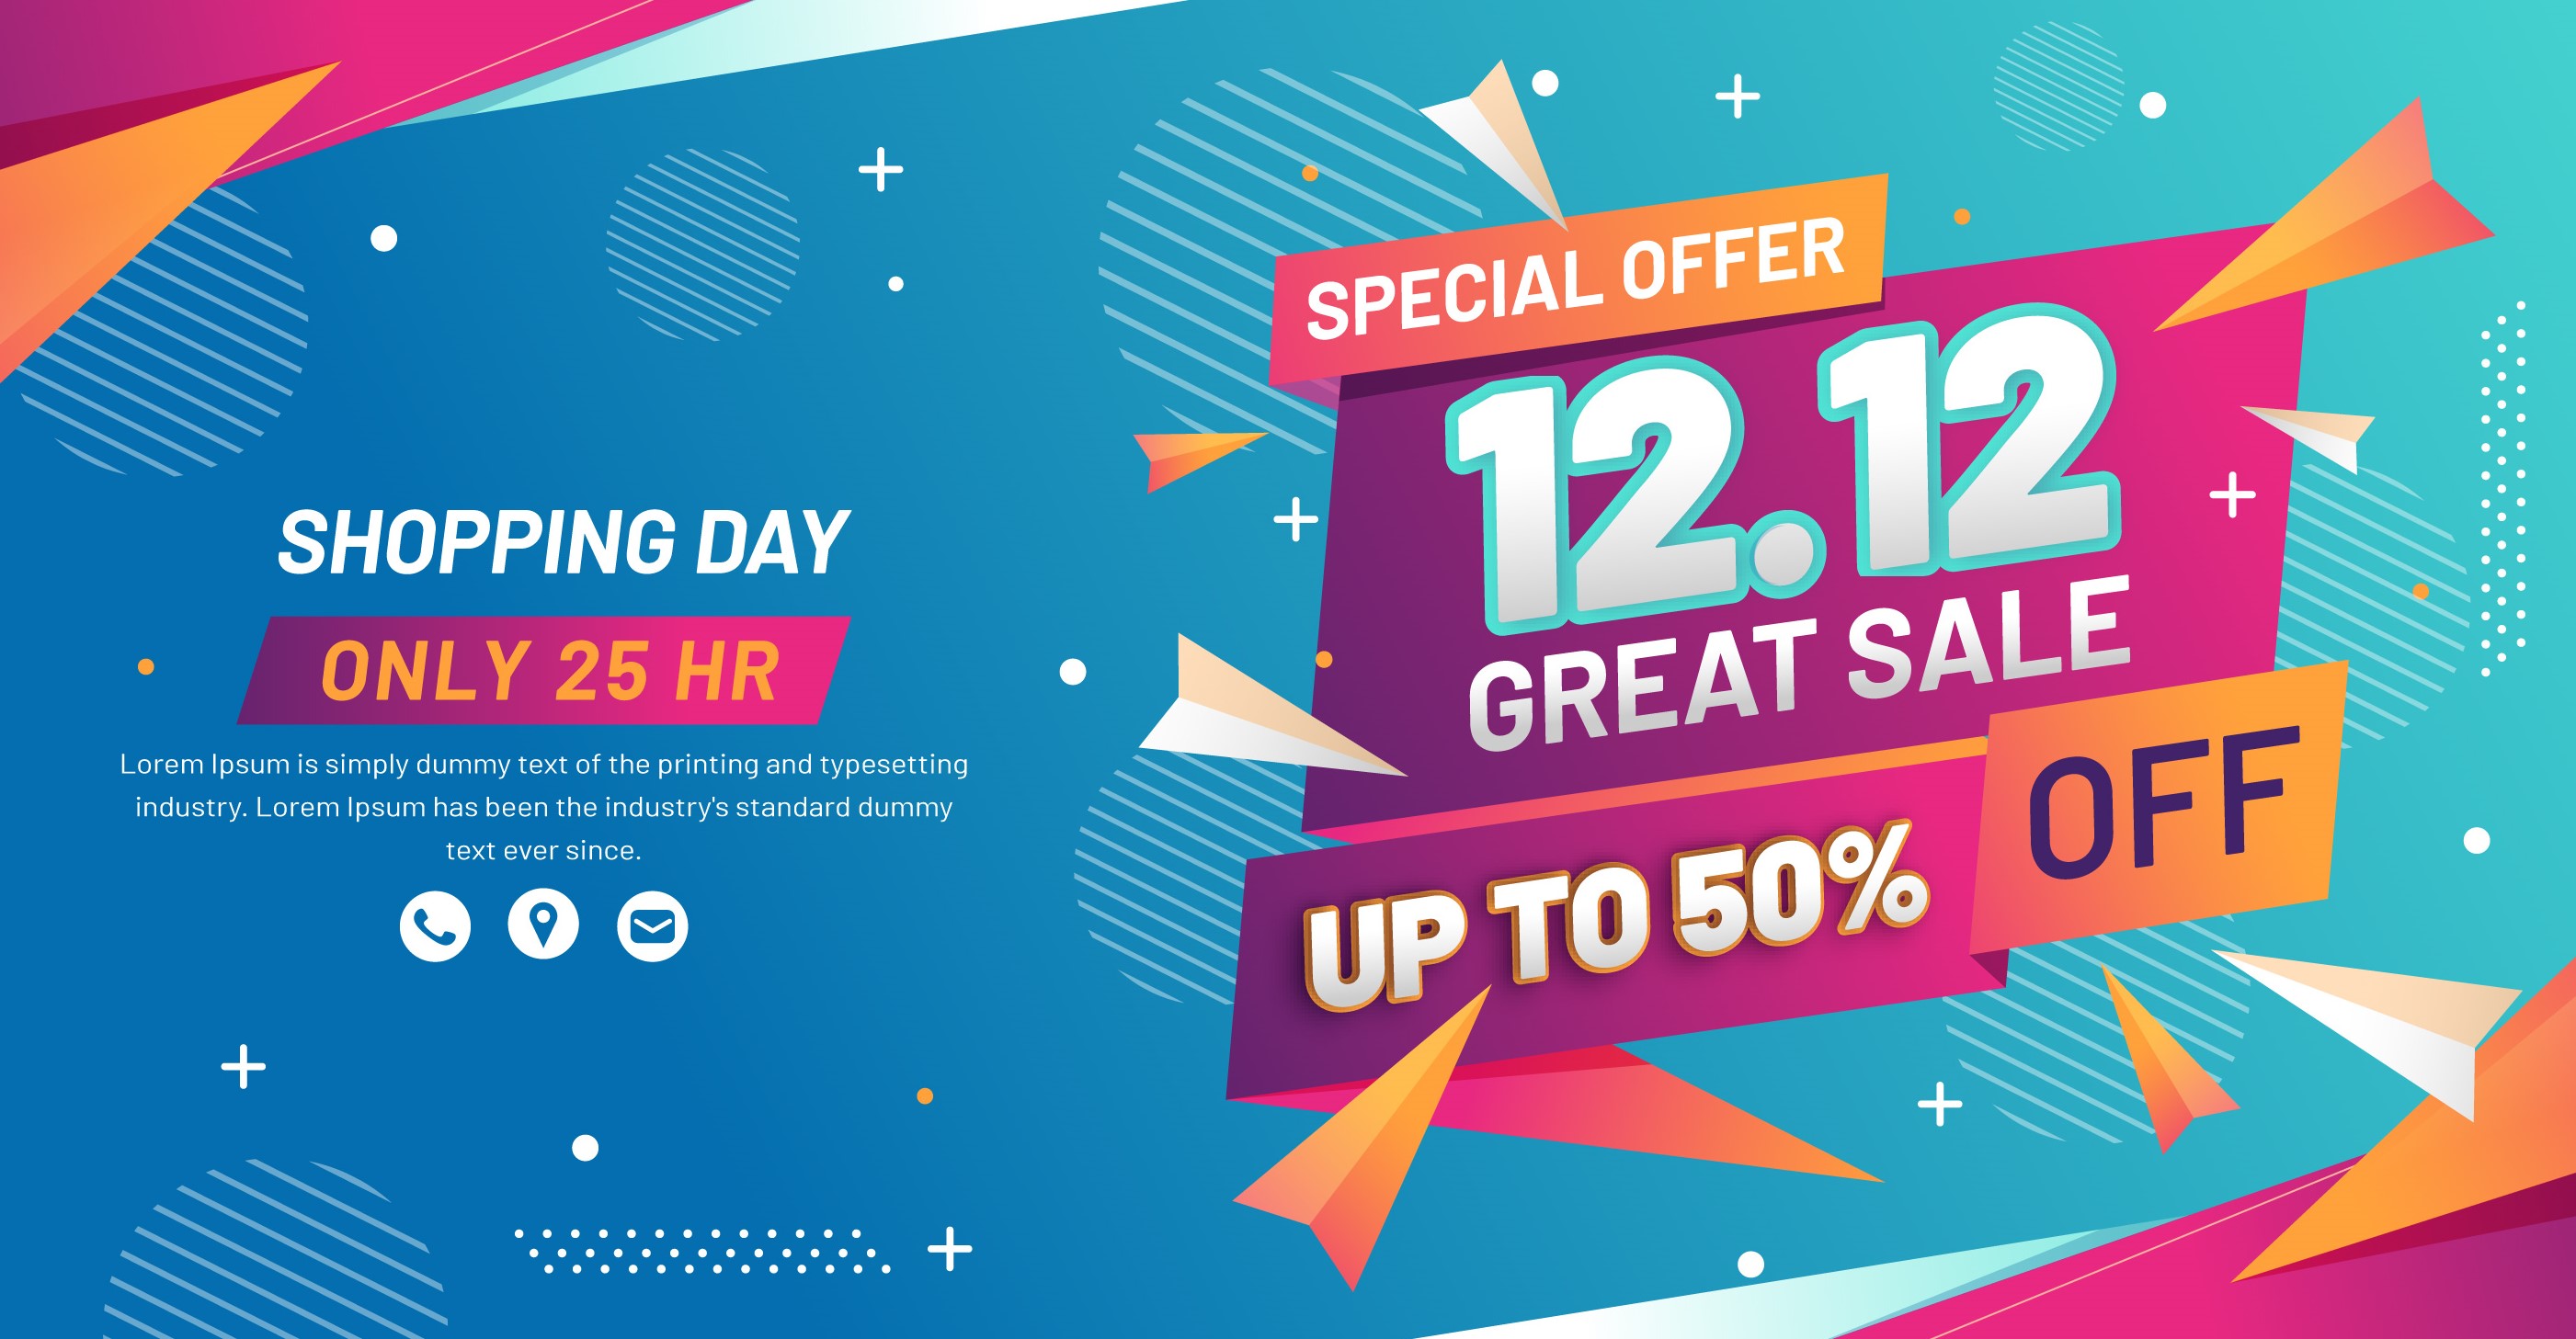 SHOPPING DAY
ONLY 25 HR
Lorem Ipsum is simply dummy text of the printing and typesetting
industry. Lorem Ipsum has been the industry's standard dummy
text ever since.
SPECIAL OFFER
12.12
GREAT SALE
UP TO 50%
OFF